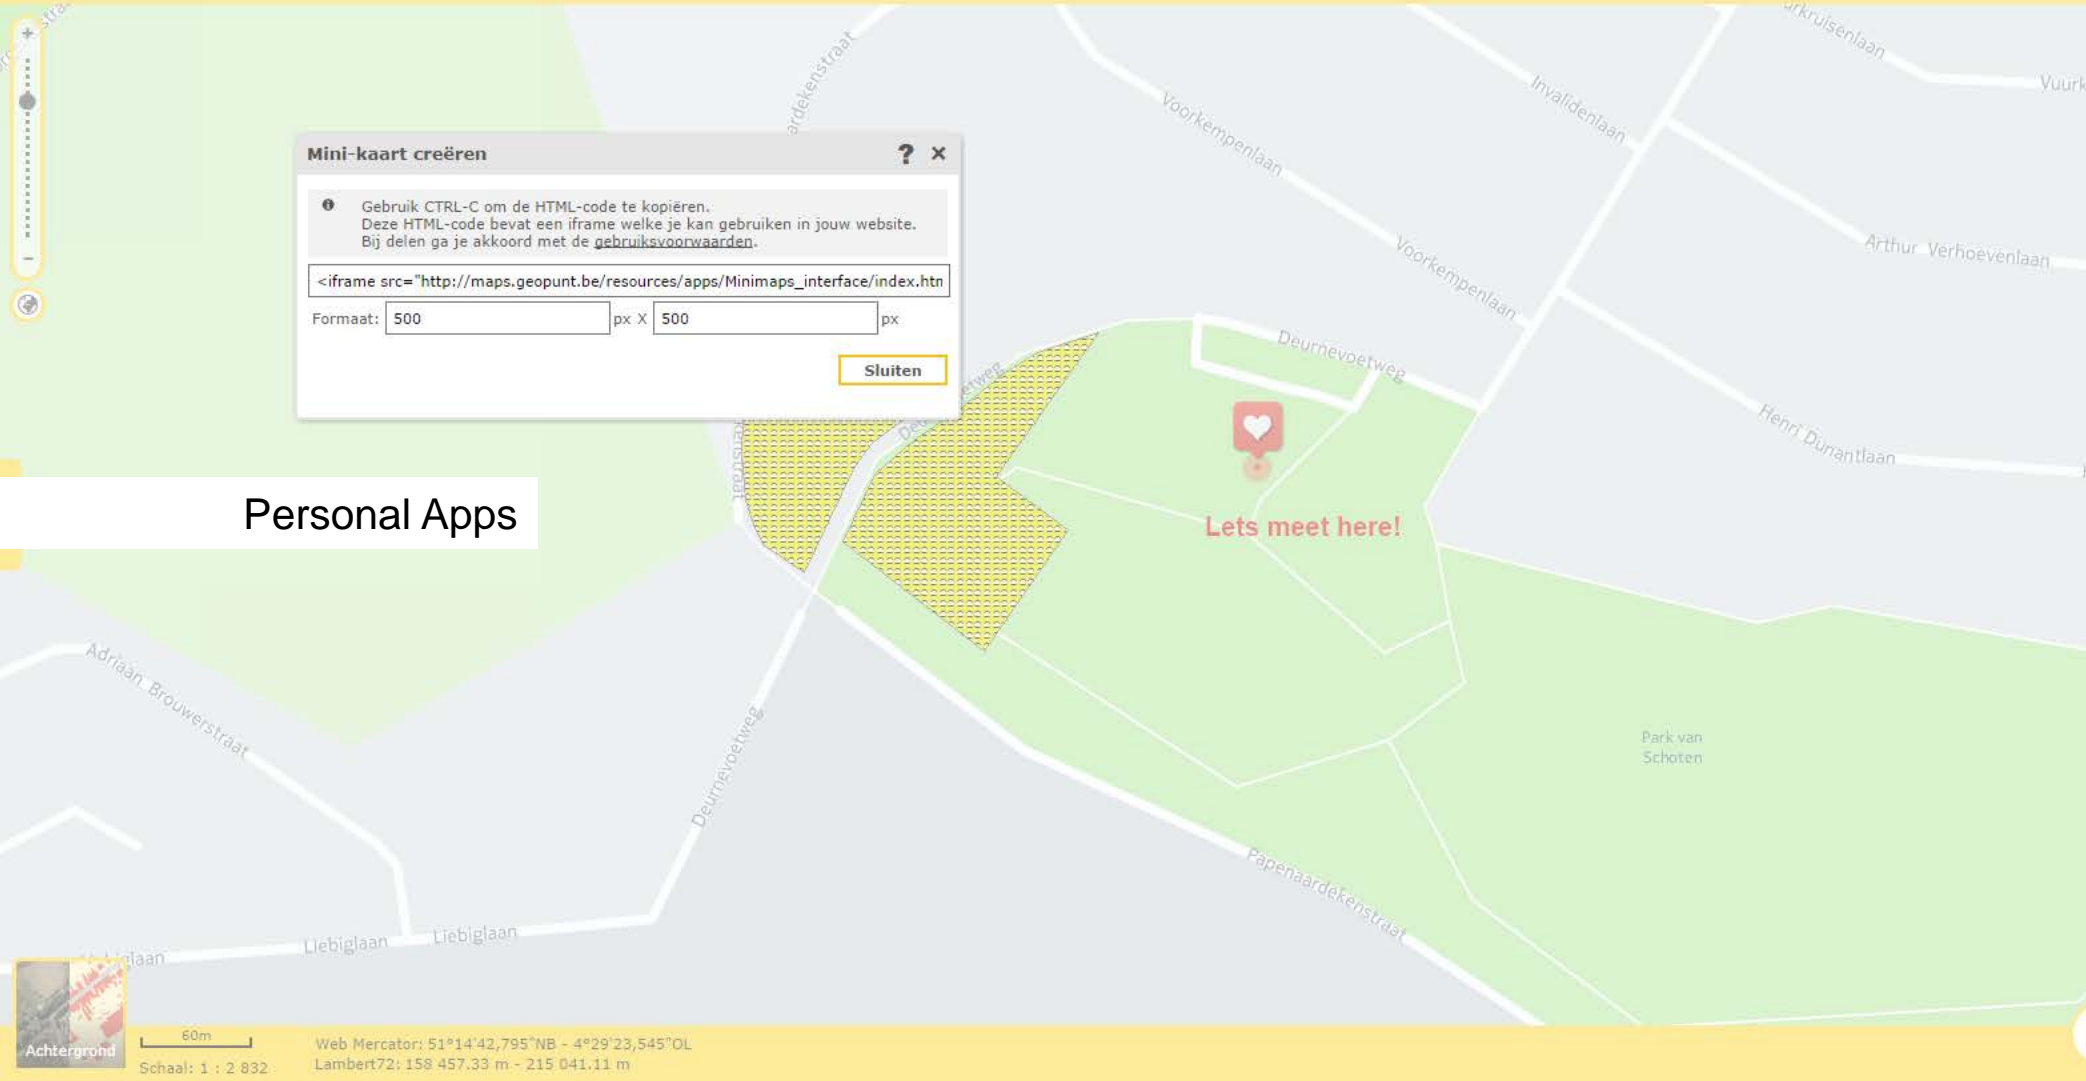 Vuurkruisenlaan
Invalidenlaan
Voorkempenlaan
Mini-kaart creëren ? ×
Gebruik CTRL-C om de HTML-code te kopiëren.
Deze HTML-code bevat een iframe welke je kan gebruiken in jouw website.
Bij delen ga je akkoord met de gebruiksvoorwaarden.
<iframe src="http://maps.geopunt.be/resources/apps/Minimaps_interface/index.htm
Formaat: 500 px X 500 px
Sluiten
Voorkempenlaan
Arthur Verhoevenlaan
Deurnevoetweg
Henri Dunantlaan
Personal Apps
Lets meet here!
Adriaan Brouwerstraat
Deurnevoetweg
Park van
Schoten
Papenaardekenstraat
Liebiglaan
Liebiglaan
Achtergrond
60m
Schaal: 1 : 2 832
Web Mercator: 51°14'42,795"NB - 4°29'23,545"OL
Lambert72: 158 457.33 m - 215 041.11 m